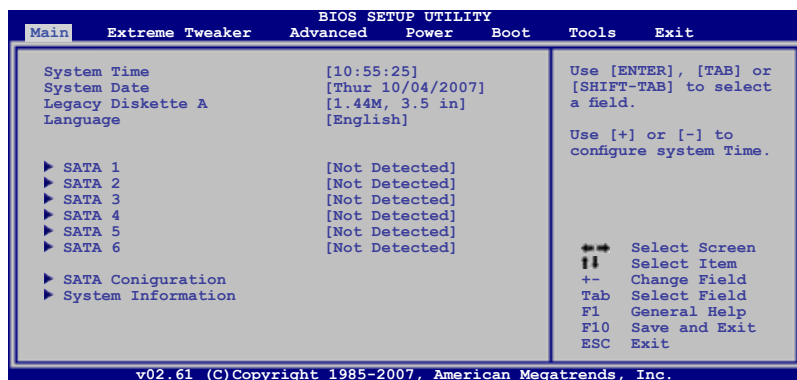 BIOS SETUP UTILITY
Main Extreme Tweaker Advanced Power Boot Tools Exit
System Time [10:55:25]
System Date [Thur 10/04/2007]
Legacy Diskette A [1.44M, 3.5 in]
Language [English]
SATA 1 [Not Detected]
SATA 2 [Not Detected]
SATA 3 [Not Detected]
SATA 4 [Not Detected]
SATA 5 [Not Detected]
SATA 6 [Not Detected]
SATA Coniguration
System Information
Use [ENTER], [TAB] or
[SHIFT-TAB] to select
a field.
Use [+] or [-] to
configure system Time.
Select Screen
Select Item
+- Change Field
Tab Select Field
F1 General Help
F10 Save and Exit
ESC Exit
v02.61 (C)Copyright 1985-2007, American Megatrends, Inc.